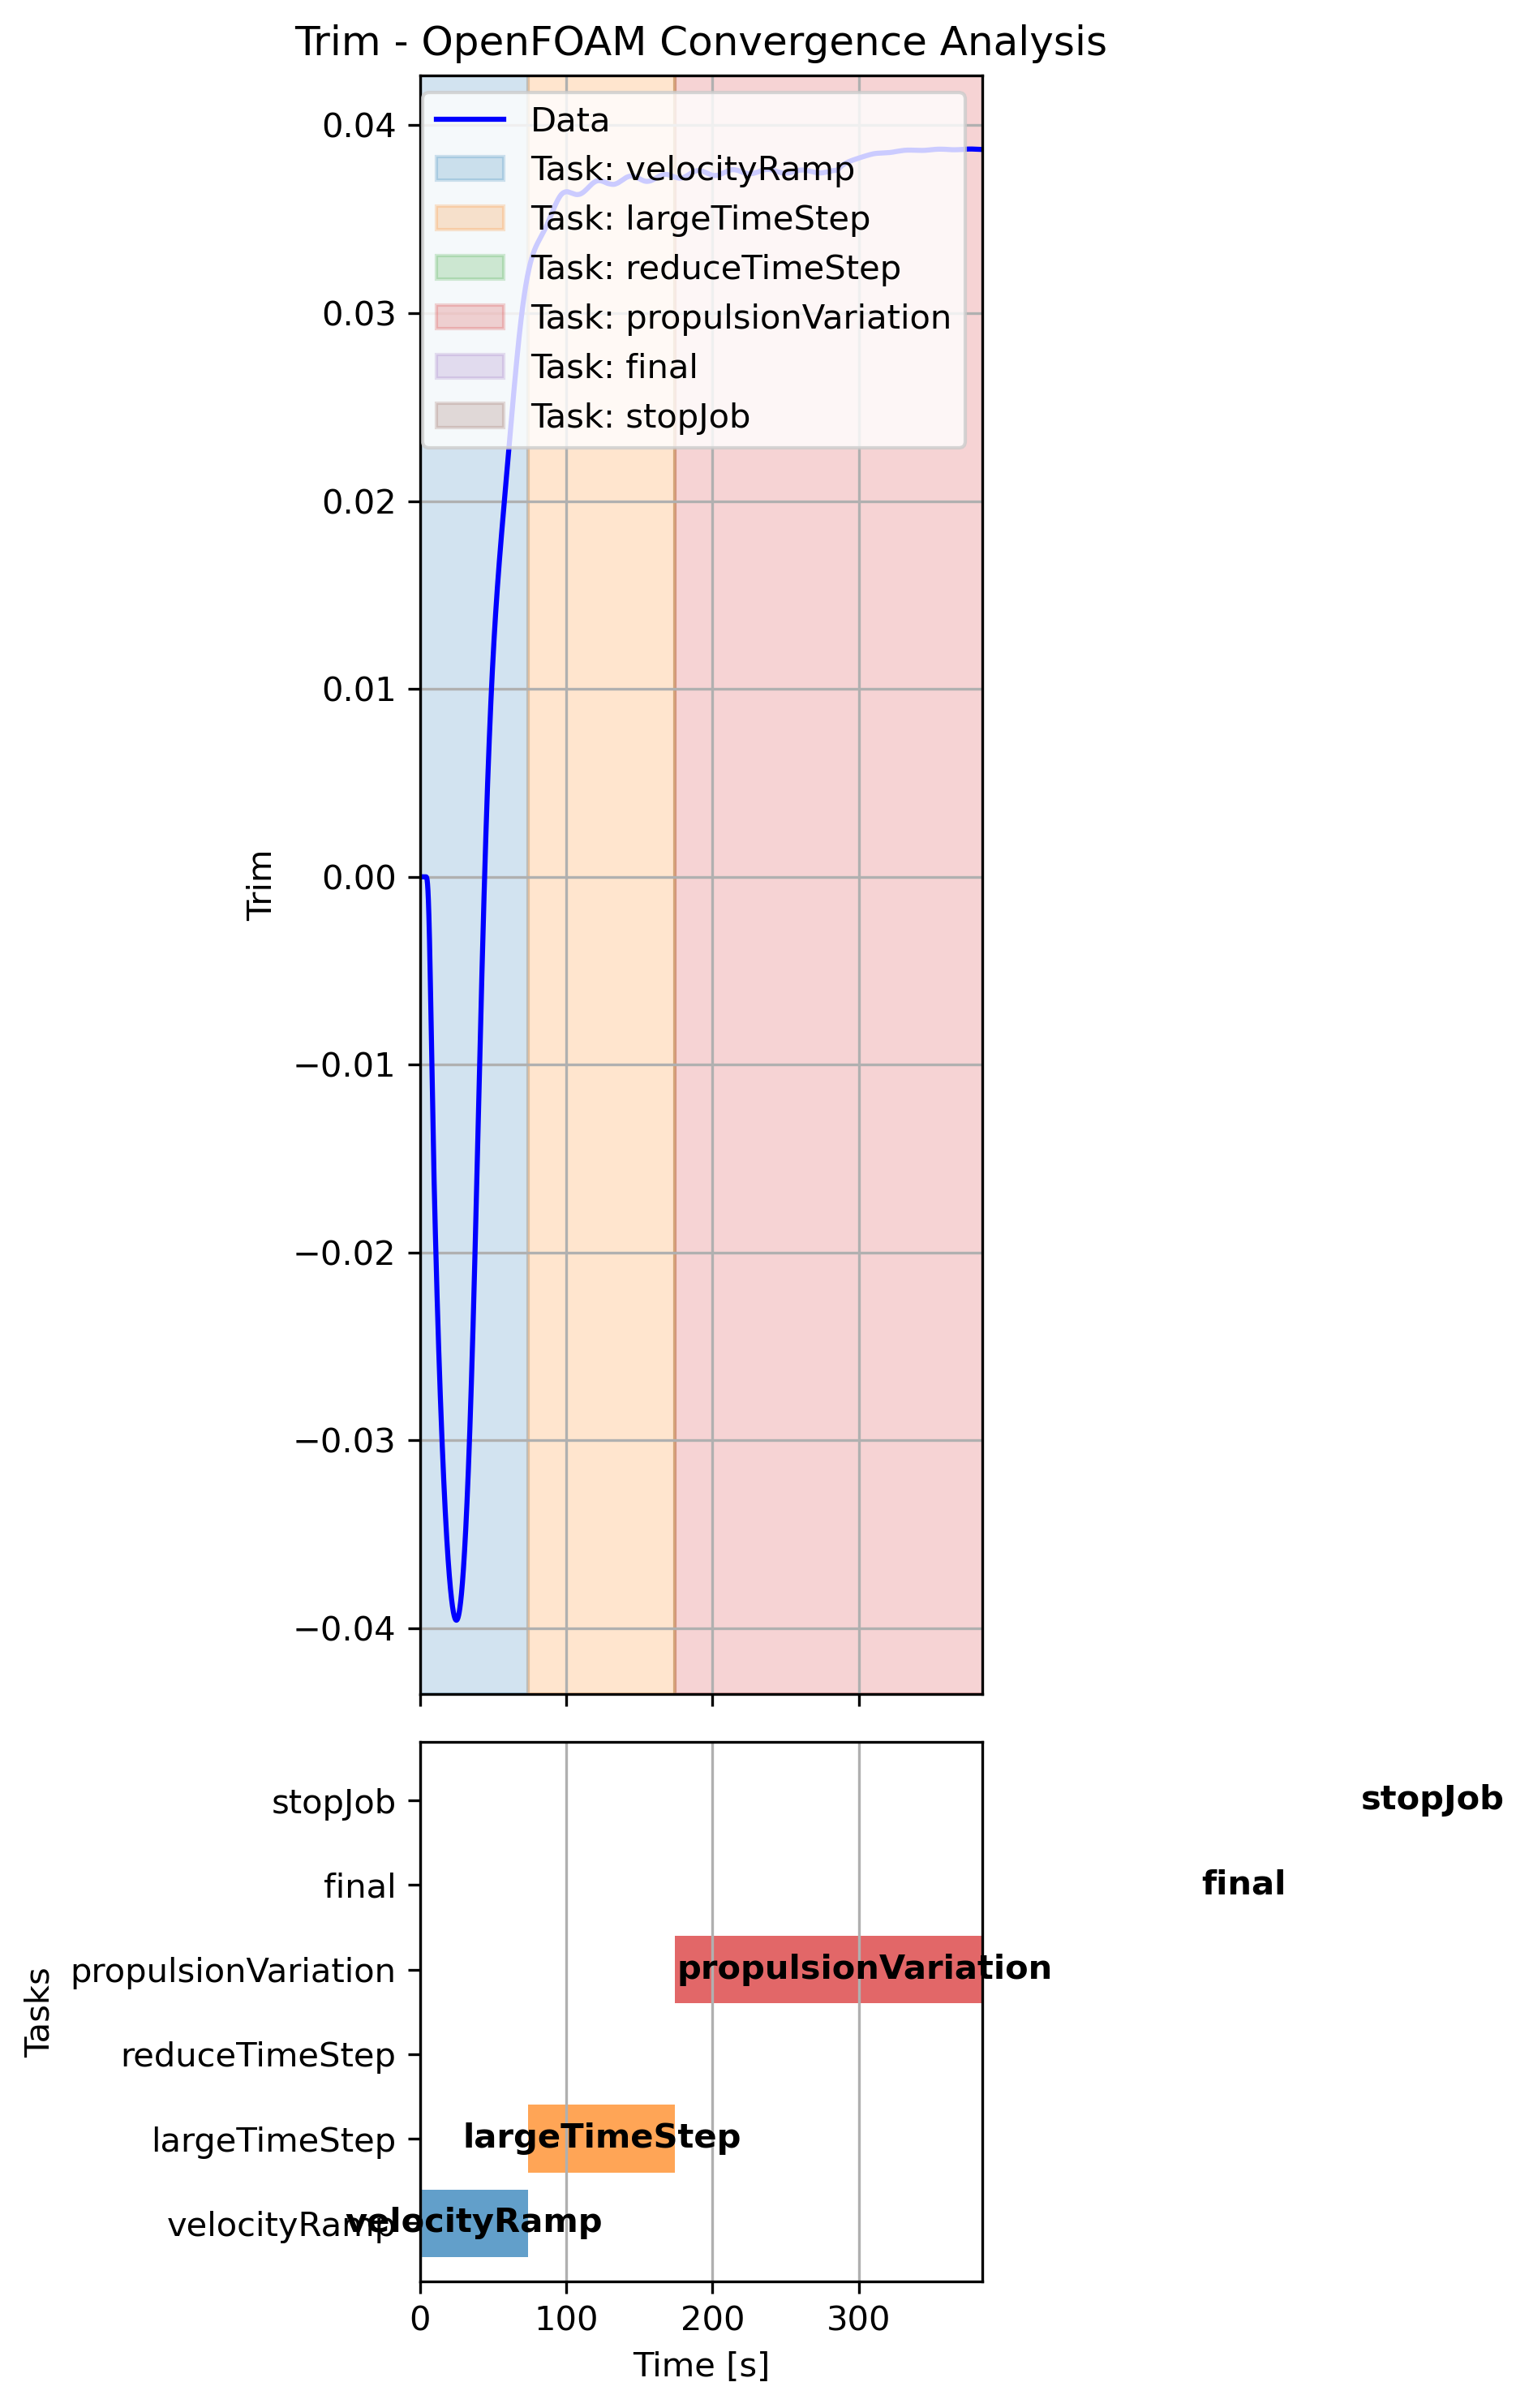 Trim - OpenFOAM Convergence Analysis
0.04
0.03
0.02
0.01
0.00
−0.01
−0.02
−0.03
−0.04
Trim
Data
Task: velocityRamp
Task: largeTimeStep
Task: reduceTimeStep
Task: propulsionVariation
Task: final
Task: stopJob
stopJob
stopJob
final
final
propulsionVariation
propulsionVariation
reduceTimeStep
largeTimeStep
largeTimeStep
velocityRamp
velocityRamp
Tasks
0 100 200 300
Time [s]